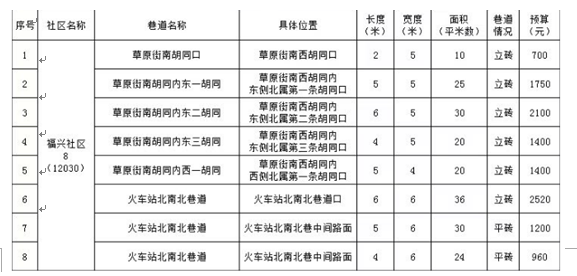 序号 社区名称 巷道名称 具体位置 长度（米） 宽度（米） 面积（平米数） 巷道情况 预算（元）
福兴社区
8
（12030）
1 草原街南胡同口 草原街南西胡同口 2 5 10 立砖 700
2 草原街南胡同内东一胡同 草原街南西胡同内东侧北属第一条胡同口 5 5 25 立砖 1750
3 草原街南胡同内东二胡同 草原街南西胡同内东侧北属第二条胡同口 6 5 30 立砖 2100
4 草原街南胡同内东三胡同 草原街南西胡同内东侧北属第三条胡同口 4 5 20 立砖 1400
5 草原街南胡同内西一胡同 草原街南西胡同内西侧北属第一条胡同口 5 4 20 立砖 1400
6 火车站北南北巷道 火车站北南北巷道口 6 6 36 立砖 2520
7 火车站北南北巷道 火车站北南北巷中间路面 5 6 30 平砖 1200
8 火车站北南北巷道 火车站北南北巷中间路面 4 6 24 平砖 960